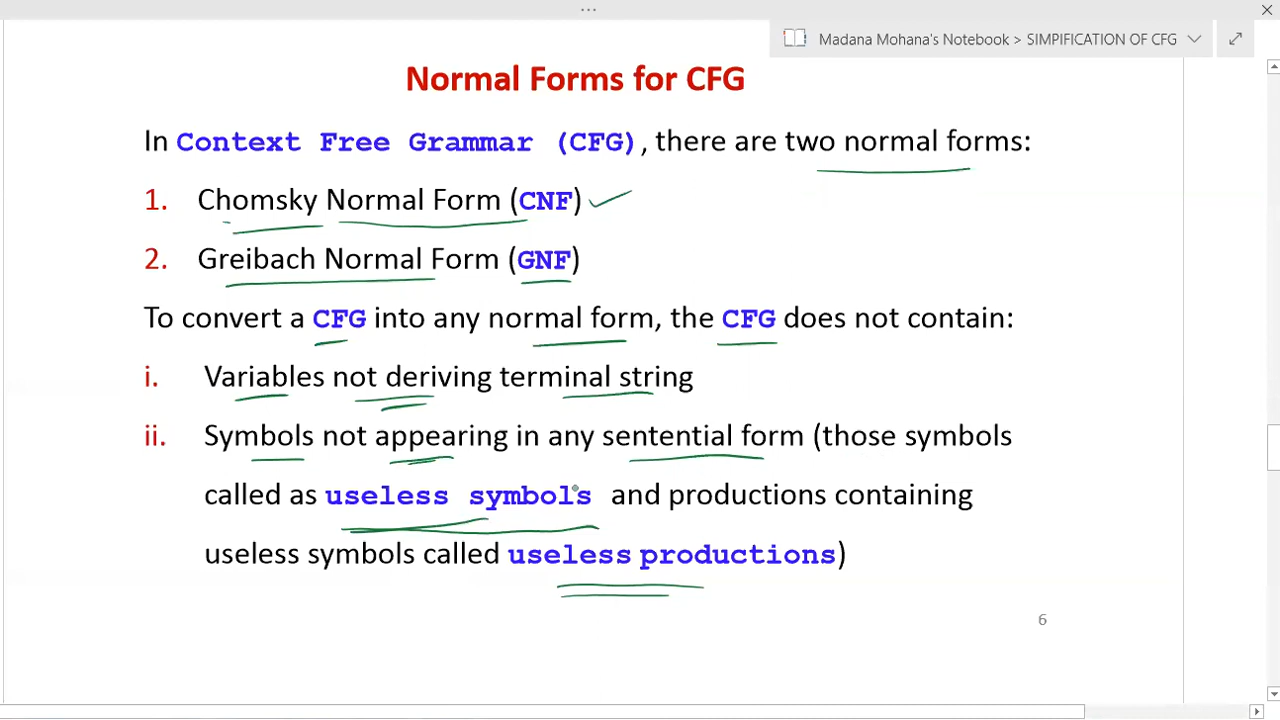 Madana Mohana's Notebook > SIMPIFICATION OF CFG
Normal Forms for CFG
In Context Free Grammar (CFG), there are two normal forms:
1. Chomsky Normal Form (CNF)
2. Greibach Normal Form (GNF)
To convert a CFG into any normal form, the CFG does not contain:
i. Variables not deriving terminal string
ii. Symbols not appearing in any sentential form (those symbols
called as useless symbols and productions containing
useless symbols called useless productions)
6